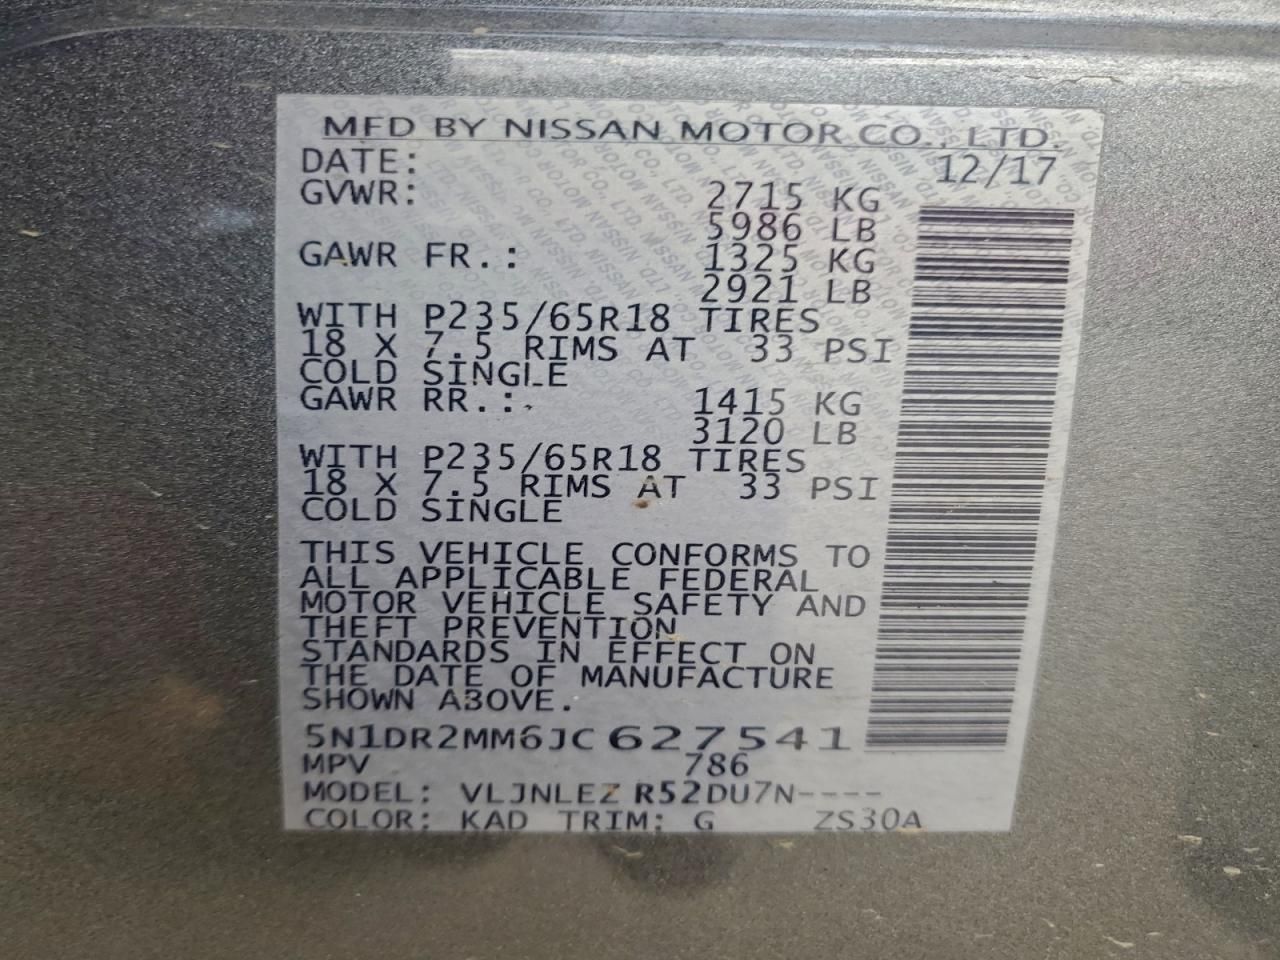 MFD BY NISSAN MOTOR CO., LTD.
DATE: 12/17
GVWR: 2715 KG
5986 LB
GAWR FR.: 1325 KG
2921 LB
WITH P235/65R18 TIRES
18 X 7.5 RIMS AT 33 PSI
COLD SINGLE
GAWR RR.: 1415 KG
3120 LB
WITH P235/65R18 TIRES
18 X 7.5 RIMS AT 33 PSI
COLD SINGLE
THIS VEHICLE CONFORMS TO
ALL APPLICABLE FEDERAL
MOTOR VEHICLE SAFETY AND
THEFT PREVENTION
STANDARDS IN EFFECT ON
THE DATE OF MANUFACTURE
SHOWN ABOVE.
5N1DR2MM6JC627541
MPV 786
MODEL: VLJNLEZ R52DU7N----
COLOR: KAD TRIM: G ZS30A